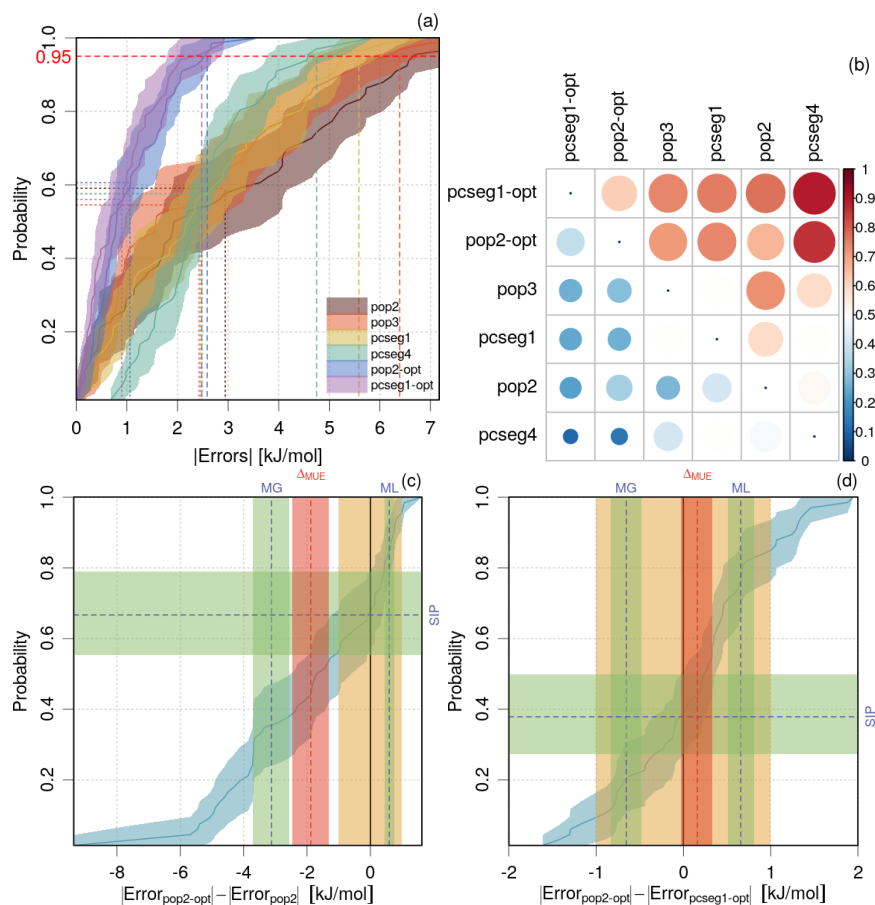 (a)
0.95
1.0
0.8
0.6
0.4
0.2
Probability
pop2
pop3
pcseg1
pcseg4
pop2-opt
pcseg1-opt
0 1 2 3 4 5 6 7
|Errors| [kJ/mol]
(b)
pcseg1-opt
pop2-opt
pop3
pcseg1
pop2
pcseg4
pcseg1-opt
pop2-opt
pop3
pcseg1
pop2
pcseg4
1
0.9
0.8
0.7
0.6
0.5
0.4
0.3
0.2
0.1
0
(c)
MG
ΔMUE
ML
1.0
0.8
0.6
0.4
0.2
Probability
SIP
-8 -6 -4 -2 0
|Errorpop2-opt|−|Errorpop2| [kJ/mol]
(d)
MG
ΔMUE
ML
1.0
0.8
0.6
0.4
0.2
Probability
SIP
-2 -1 0 1 2
|Errorpop2-opt|−|Errorpcseg1-opt| [kJ/mol]